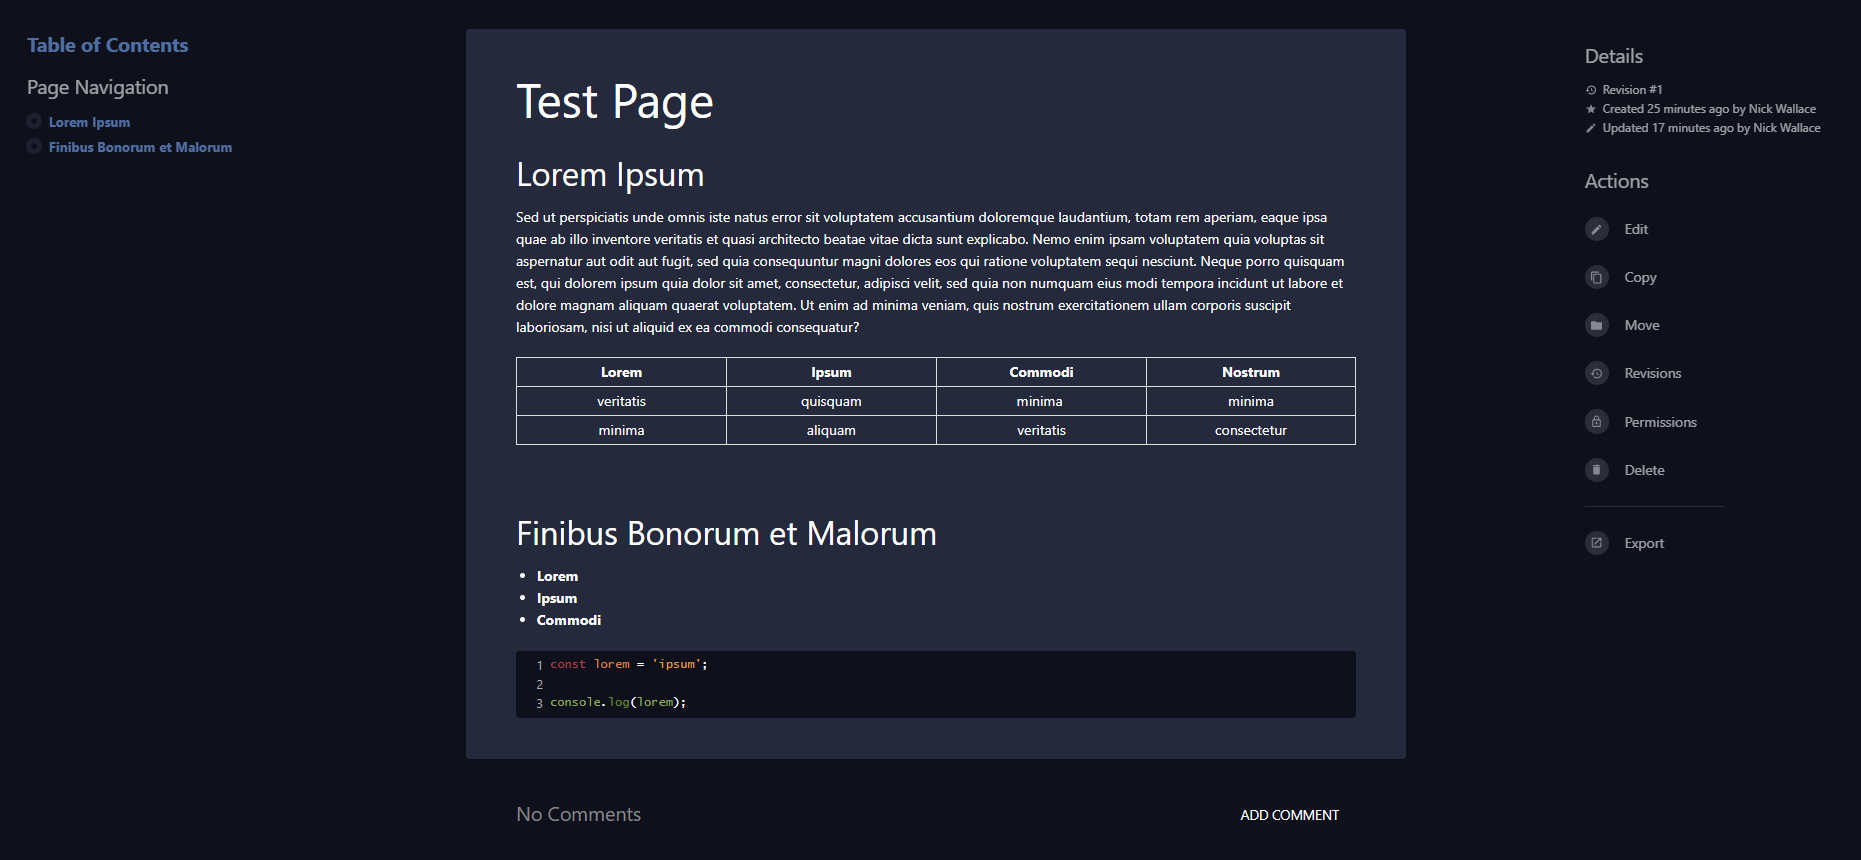 Table of Contents
Page Navigation
Lorem Ipsum
Finibus Bonorum et Malorum
Test Page
Lorem Ipsum
Sed ut perspiciatis unde omnis iste natus error sit voluptatem accusantium doloremque laudantium, totam rem aperiam, eaque ipsa
quae ab illo inventore veritatis et quasi architecto beatae vitae dicta sunt explicabo. Nemo enim ipsam voluptatem quia voluptas sit
aspernatur aut odit aut fugit, sed quia consequuntur magni dolores eos qui ratione voluptatem sequi nesciunt. Neque porro quisquam
est, qui dolorem ipsum quia dolor sit amet, consectetur, adipisci velit, sed quia non numquam eius modi tempora incidunt ut labore et
dolore magnam aliquam quaerat voluptatem. Ut enim ad minima veniam, quis nostrum exercitationem ullam corporis suscipit
laboriosam, nisi ut aliquid ex ea commodi consequatur?
Lorem Ipsum Commodi Nostrum
veritatis quisquam minima minima
minima aliquam veritatis consectetur
Finibus Bonorum et Malorum
• Lorem
• Ipsum
• Commodi
1 const lorem = 'ipsum';
2
3 console.log(lorem);
No Comments
ADD COMMENT
Details
Revision #1
Created 25 minutes ago by Nick Wallace
Updated 17 minutes ago by Nick Wallace
Actions
Edit
Copy
Move
Revisions
Permissions
Delete
Export